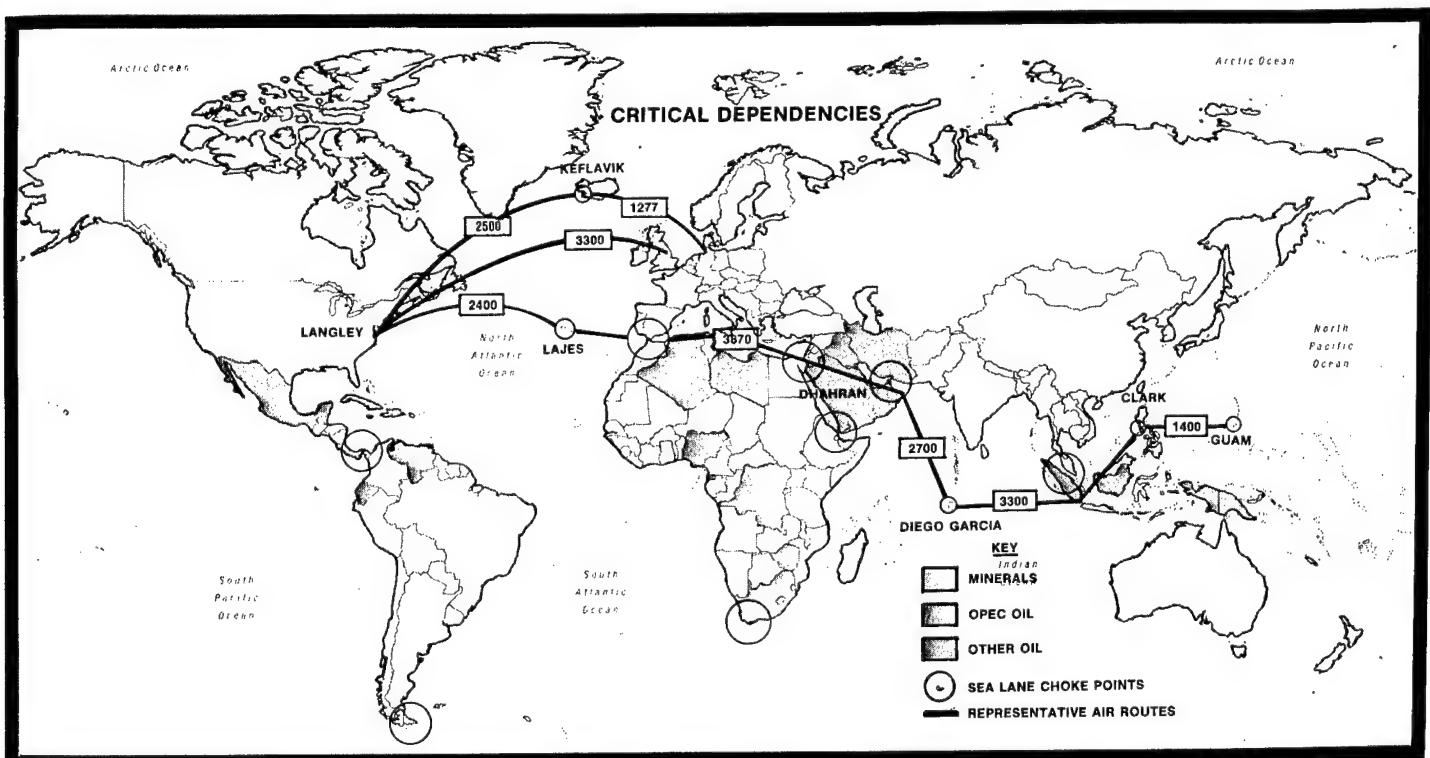 Arctic Ocean
Arctic Ocean
CRITICAL DEPENDENCIES
KEFLAVIK
1277
2500
3300
2400
LANGLEY
North
Atlantic
Ocean
LAJES
3870
North
Pacific
Ocean
DHAHRAN
CLARK
1400
GUAM
2700
3300
DIEGO GARCIA
South
Pacific
Ocean
South
Atlantic
Ocean
KEY
Indian
MINERALS
OPEC OIL
OTHER OIL
SEA LANE CHOKE POINTS
REPRESENTATIVE AIR ROUTES